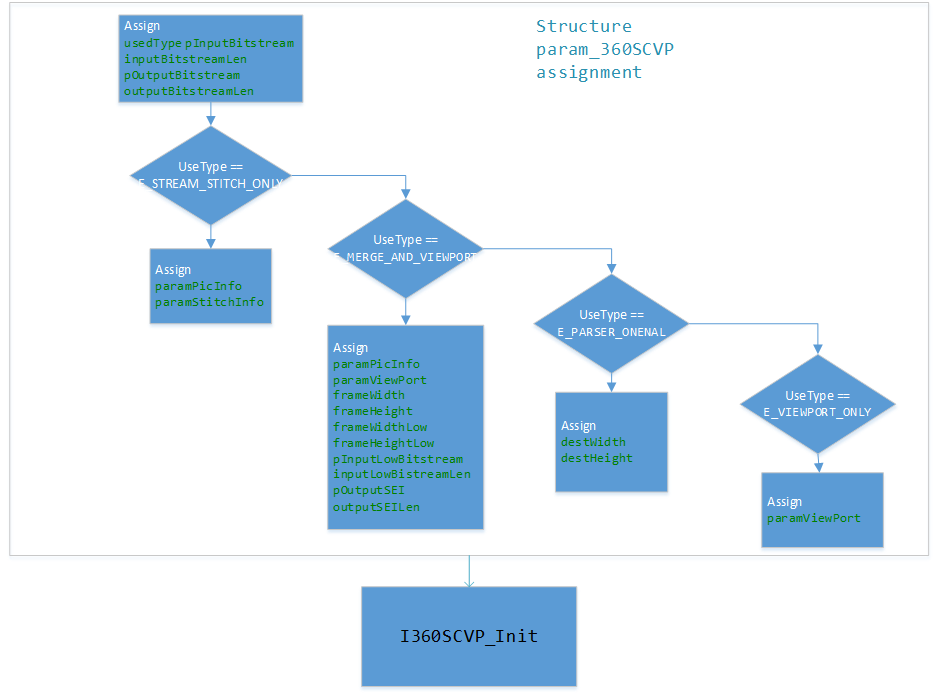 Structure
param_360SCVP
assignment
Assign
usedType pInputBitstream
inputBitstreamLen
pOutputBitstream
outputBitstreamLen
UseType ==
E_STREAM_STITCH_ONLY
Assign
paramPicInfo
paramStitchInfo
UseType ==
E_MERGE_AND_VIEWPORT
Assign
paramPicInfo
paramViewPort
frameWidth
frameHeight
frameWidthLow
frameHeightLow
pInputLowBitstream
inputLowBistreamLen
pOutputSEI
outputSEILen
UseType ==
E_PARSER_ONENAL
Assign
destWidth
destHeight
UseType ==
E_VIEWPORT_ONLY
Assign
paramViewPort
I360SCVP_Init